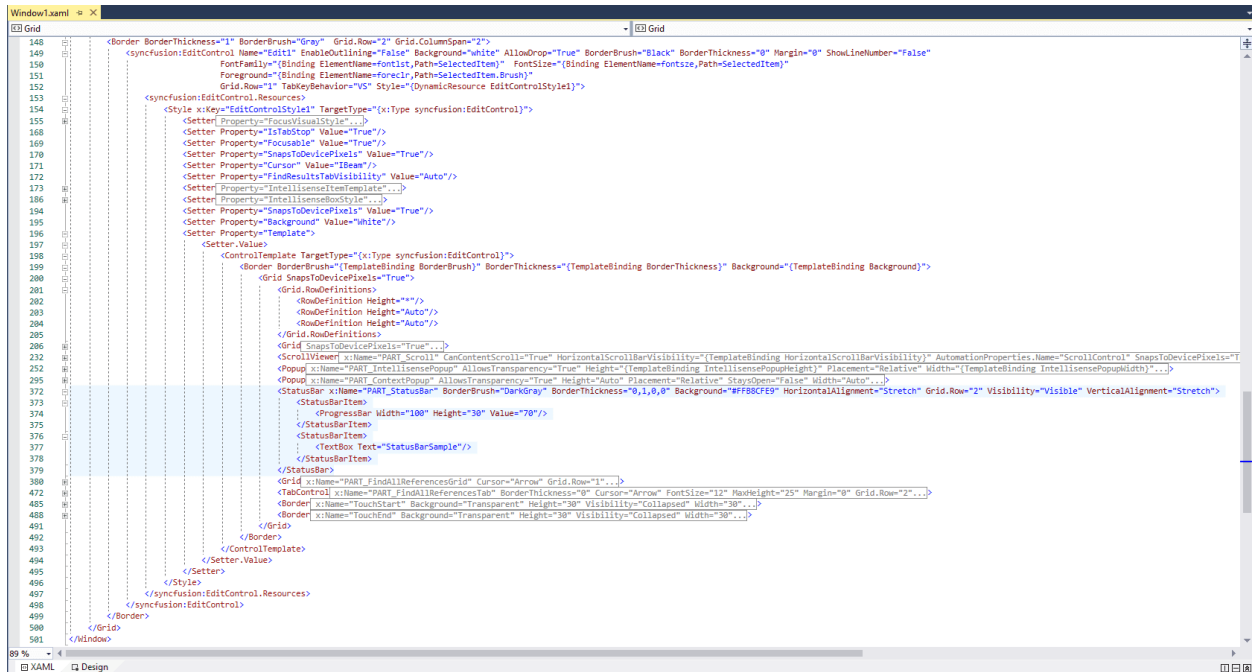 Window1.xaml
Grid Grid
148 <Border BorderThickness="1" BorderBrush="Gray" Grid.Row="2" Grid.ColumnSpan="2">
149 <syncfusion:EditControl Name="Edit1" EnableOutlining="False" Background="white" AllowDrop="True" BorderBrush="Black" BorderThickness="0" Margin="0" ShowLineNumber="False"
150 FontFamily="{Binding ElementName=fontlst,Path=SelectedItem}" FontSize="{Binding ElementName=fontsze,Path=SelectedItem}"
151 Foreground="{Binding ElementName=foreclr,Path=SelectedItem.Brush}"
152 Grid.Row="1" TabKeyBehavior="VS" Style="{DynamicResource EditControlStyle1}">
153 <syncfusion:EditControl.Resources>
154 <Style x:Key="EditControlStyle1" TargetType="{x:Type syncfusion:EditControl}">
155 <Setter Property="FocusVisualStyle"...>
168 <Setter Property="IsTabStop" Value="True"/>
169 <Setter Property="Focusable" Value="True"/>
170 <Setter Property="SnapsToDevicePixels" Value="True"/>
171 <Setter Property="Cursor" Value="IBeam"/>
172 <Setter Property="FindResultsTabVisibility" Value="Auto"/>
173 <Setter Property="IntellisenseItemTemplate"...>
186 <Setter Property="IntellisenseBoxStyle"...>
194 <Setter Property="SnapsToDevicePixels" Value="True"/>
195 <Setter Property="Background" Value="White"/>
196 <Setter Property="Template">
197 <Setter.Value>
198 <ControlTemplate TargetType="{x:Type syncfusion:EditControl}">
199 <Border BorderBrush="{TemplateBinding BorderBrush}" BorderThickness="{TemplateBinding BorderThickness}" Background="{TemplateBinding Background}">
200 <Grid SnapsToDevicePixels="True">
201 <Grid.RowDefinitions>
202 <RowDefinition Height="*"/>
203 <RowDefinition Height="Auto"/>
204 <RowDefinition Height="Auto"/>
205 </Grid.RowDefinitions>
206 <Grid SnapsToDevicePixels="True"...>
232 <ScrollViewer x:Name="PART_Scroll" CanContentScroll="True" HorizontalScrollBarVisibility="{TemplateBinding HorizontalScrollBarVisibility}" AutomationProperties.Name="ScrollControl" SnapsToDevicePixels="T
252 <Popup x:Name="PART_IntellisensePopup" AllowsTransparency="True" Height="{TemplateBinding IntellisensePopupHeight}" Placement="Relative" Width="{TemplateBinding IntellisensePopupWidth}"...>
295 <Popup x:Name="PART_ContextPopup" AllowsTransparency="True" Height="Auto" Placement="Relative" StaysOpen="False" Width="Auto"...>
372 <StatusBar x:Name="PART_StatusBar" BorderBrush="DarkGray" BorderThickness="0,1,0,0" Background="#FFB8CFE9" HorizontalAlignment="Stretch" Grid.Row="2" Visibility="Visible" VerticalAlignment="Stretch">
373 <StatusBarItem>
374 <ProgressBar Width="100" Height="30" Value="70"/>
375 </StatusBarItem>
376 <StatusBarItem>
377 <TextBox Text="StatusBarSample"/>
378 </StatusBarItem>
379 </StatusBar>
380 <Grid x:Name="PART_FindAllReferencesGrid" Cursor="Arrow" Grid.Row="1"...>
472 <TabControl x:Name="PART_FindAllReferencesTab" BorderThickness="0" Cursor="Arrow" FontSize="12" MaxHeight="25" Margin="0" Grid.Row="2"...>
485 <Border x:Name="TouchStart" Background="Transparent" Height="30" Visibility="Collapsed" Width="30"...>
488 <Border x:Name="TouchEnd" Background="Transparent" Height="30" Visibility="Collapsed" Width="30"...>
491 </Grid>
492 </Border>
493 </ControlTemplate>
494 </Setter.Value>
495 </Setter>
496 </Style>
497 </syncfusion:EditControl.Resources>
498 </syncfusion:EditControl>
499 </Border>
500 </Grid>
501 </Window>
89 %
XAML Design